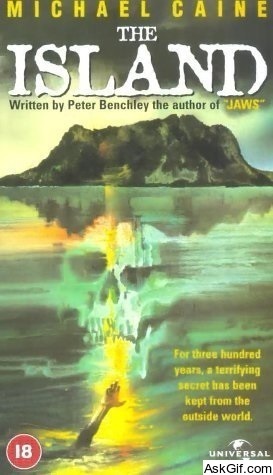 MICHAEL CAINE
THE
ISLAND
Written by Peter Benchley the author of "JAWS"
For three hundred
years, a terrifying
secret has been
kept from the
outside world.
18
UNIVERSAL
AskGif.com